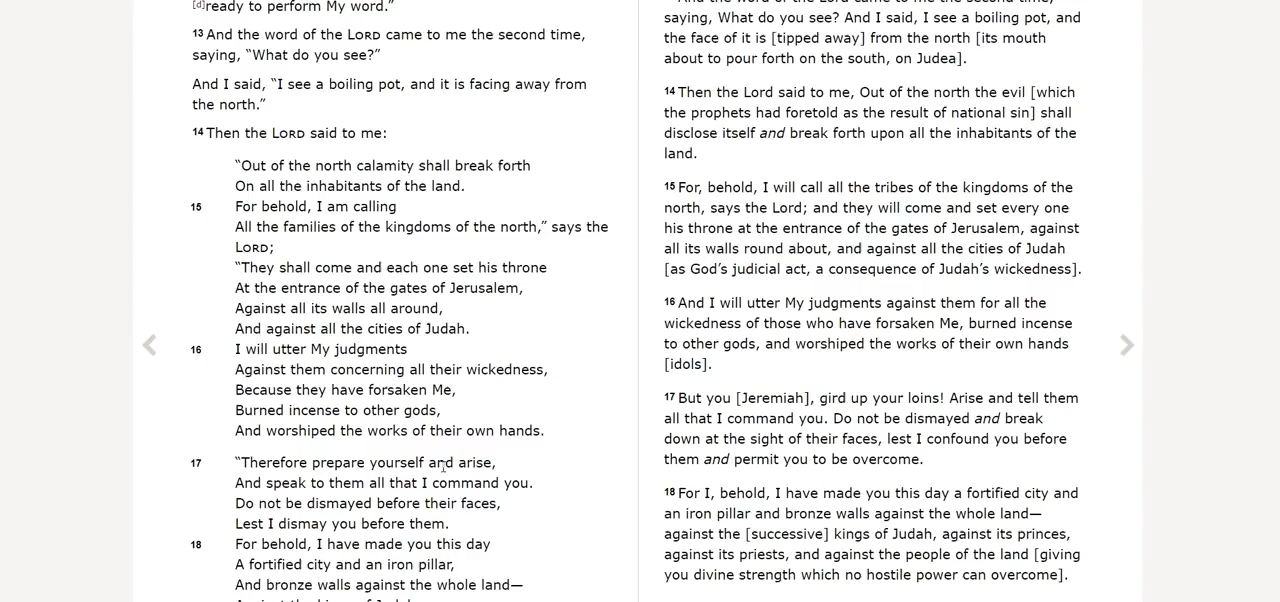 [d]ready to perform My word.”
13 And the word of the LORD came to me the second time,
saying, “What do you see?”
And I said, “I see a boiling pot, and it is facing away from
the north.”
14 Then the LORD said to me:
“Out of the north calamity shall break forth
On all the inhabitants of the land.
15 For behold, I am calling
All the families of the kingdoms of the north,” says the
LORD;
“They shall come and each one set his throne
At the entrance of the gates of Jerusalem,
Against all its walls all around,
And against all the cities of Judah.
16 I will utter My judgments
Against them concerning all their wickedness,
Because they have forsaken Me,
Burned incense to other gods,
And worshiped the works of their own hands.
17 “Therefore prepare yourself and arise,
And speak to them all that I command you.
Do not be dismayed before their faces,
Lest I dismay you before them.
18 For behold, I have made you this day
A fortified city and an iron pillar,
And bronze walls against the whole land—
saying, What do you see? And I said, I see a boiling pot, and
the face of it is [tipped away] from the north [its mouth
about to pour forth on the south, on Judea].
14 Then the Lord said to me, Out of the north the evil [which
the prophets had foretold as the result of national sin] shall
disclose itself and break forth upon all the inhabitants of the
land.
15 For, behold, I will call all the tribes of the kingdoms of the
north, says the Lord; and they will come and set every one
his throne at the entrance of the gates of Jerusalem, against
all its walls round about, and against all the cities of Judah
[as God’s judicial act, a consequence of Judah’s wickedness].
16 And I will utter My judgments against them for all the
wickedness of those who have forsaken Me, burned incense
to other gods, and worshiped the works of their own hands
[idols].
17 But you [Jeremiah], gird up your loins! Arise and tell them
all that I command you. Do not be dismayed and break
down at the sight of their faces, lest I confound you before
them and permit you to be overcome.
18 For I, behold, I have made you this day a fortified city and
an iron pillar and bronze walls against the whole land—
against the [successive] kings of Judah, against its princes,
against its priests, and against the people of the land [giving
you divine strength which no hostile power can overcome].